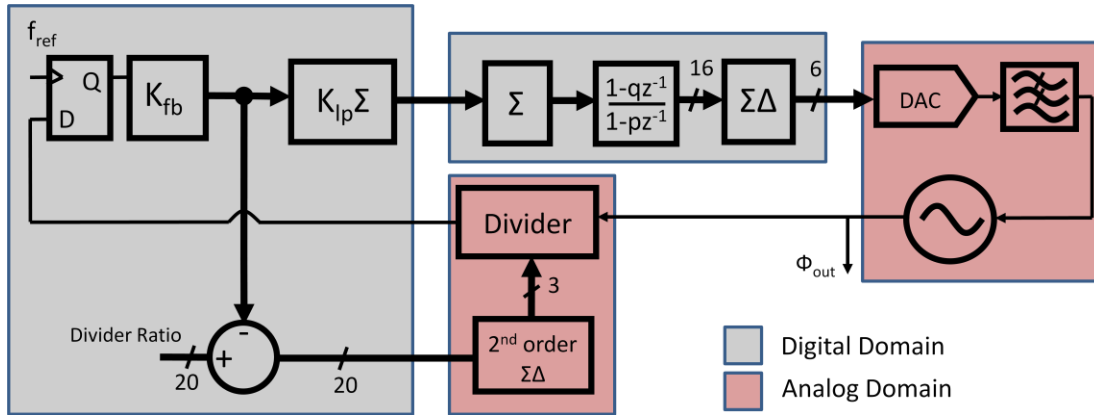 f_ref
Q
D
K_fb
K_lpΣ
Σ
1-qz⁻¹
1-pz⁻¹
16
ΣΔ
6
DAC
Divider
3
2nd order
ΣΔ
Φ_out
Divider Ratio
20
+
-
20
Digital Domain
Analog Domain